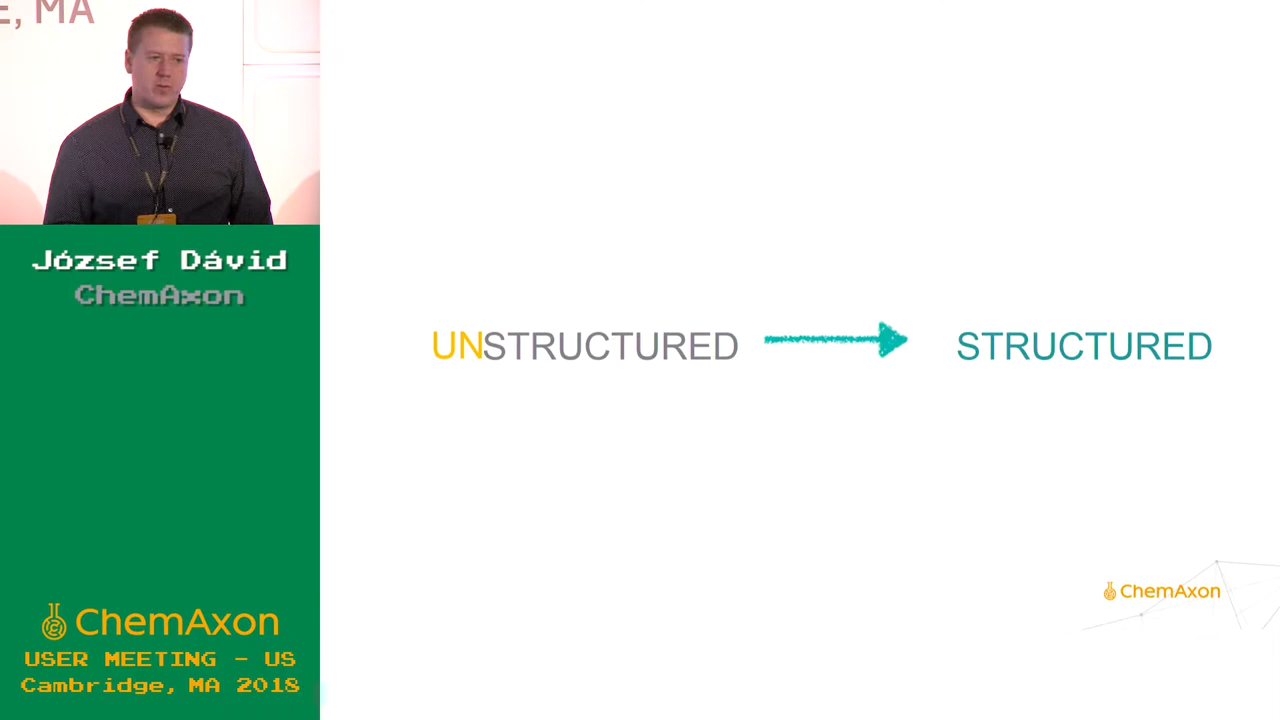 E, MA
József Dávid
ChemAxon
UNSTRUCTURED STRUCTURED
ChemAxon
ChemAxon
USER MEETING - US
Cambridge, MA 2018